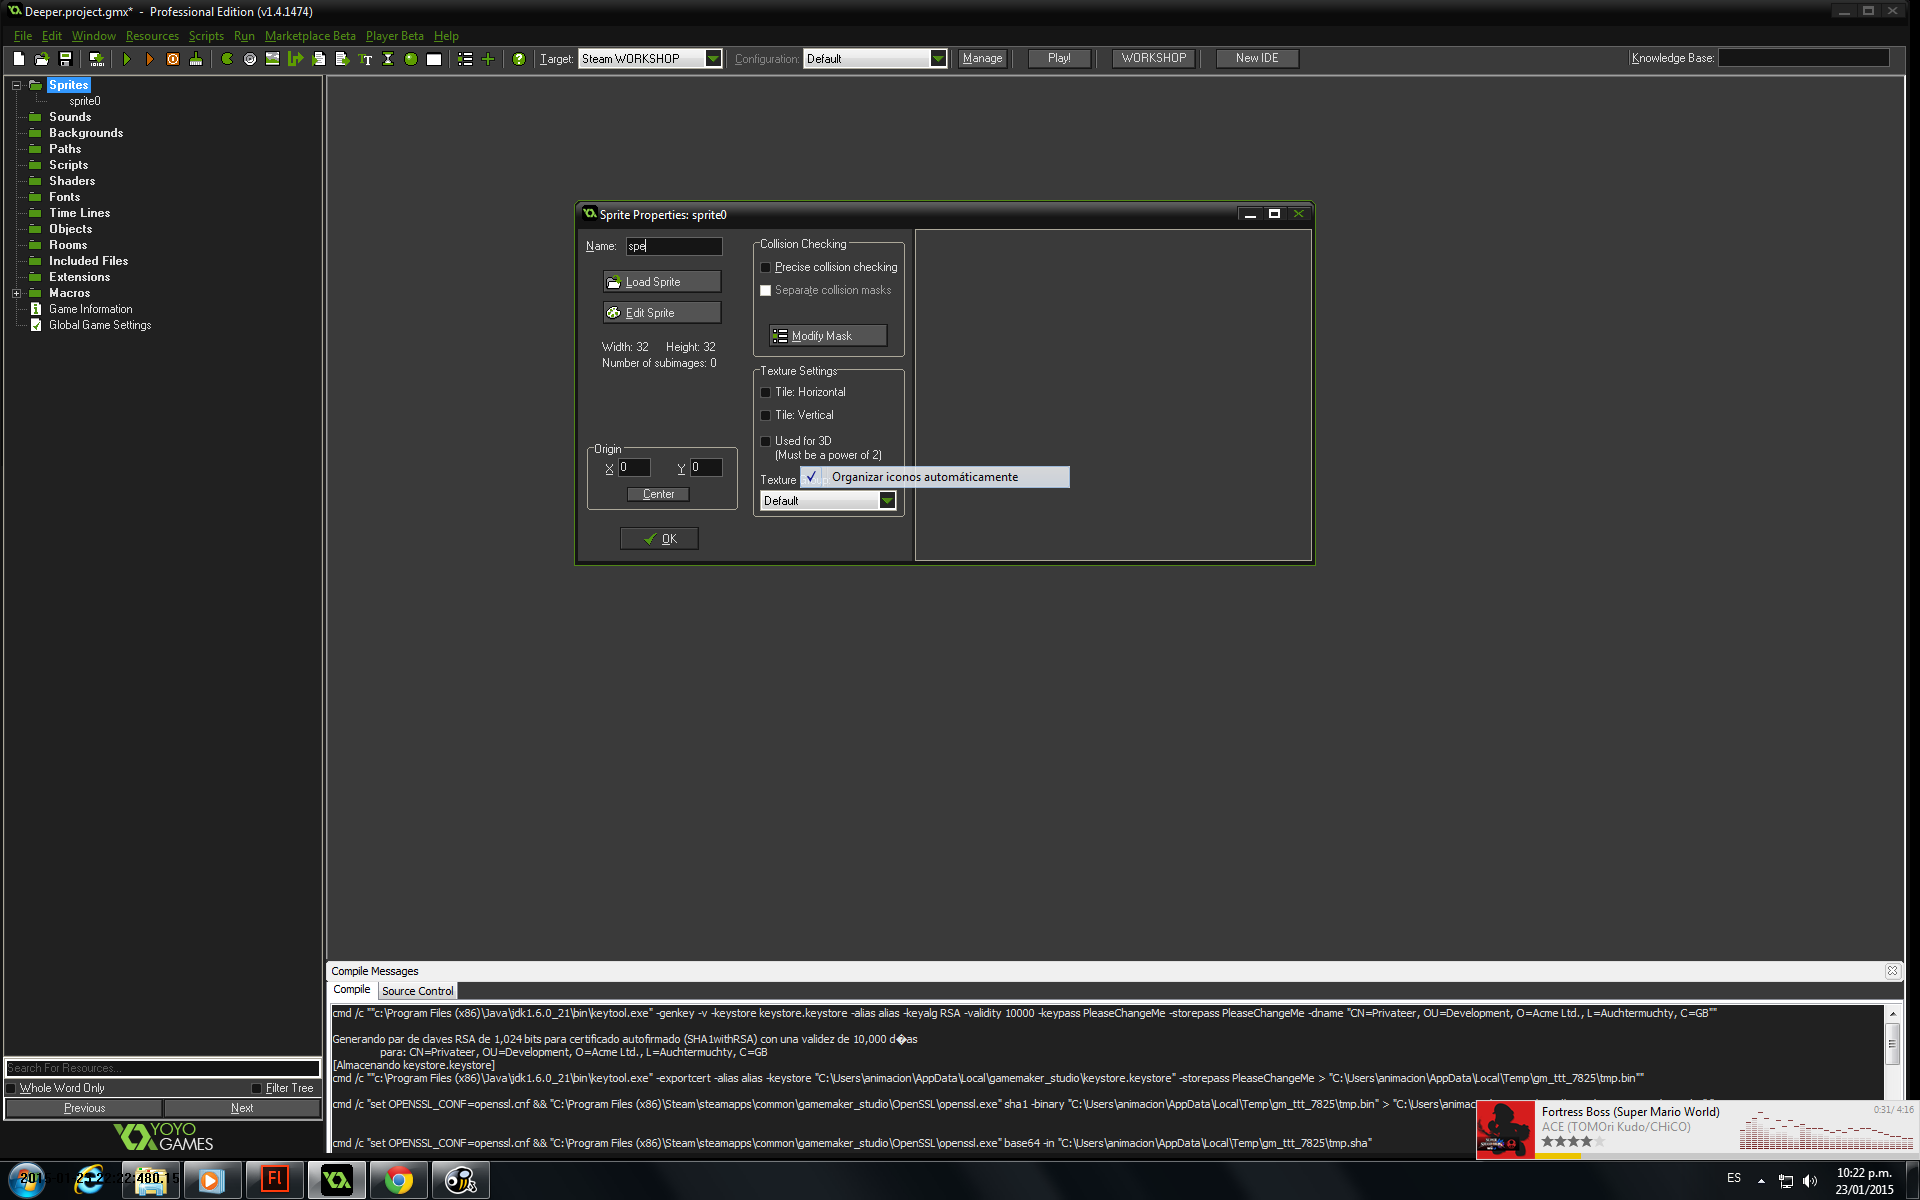 Deeper.project.gmx* - Professional Edition (v1.4.1474)
File Edit Window Resources Scripts Run Marketplace Beta Player Beta Help
Target: Steam WORKSHOP Configuration: Default Manage Play! WORKSHOP New IDE Knowledge Base:
Sprites
sprite0
Sounds
Backgrounds
Paths
Scripts
Shaders
Fonts
Time Lines
Objects
Rooms
Included Files
Extensions
Macros
Game Information
Global Game Settings
Sprite Properties: sprite0
Name: spe
Load Sprite
Edit Sprite
Width: 32 Height: 32
Number of subimages: 0
Origin
X 0 Y 0
Center
OK
Collision Checking
Precise collision checking
Separate collision masks
Modify Mask
Texture Settings
Tile: Horizontal
Tile: Vertical
Used for 3D
(Must be a power of 2)
Texture
Organizar iconos automáticamente
Default
Compile Messages
Compile Source Control
cmd /c ""c:\Program Files (x86)\Java\jdk1.6.0_21\bin\keytool.exe" -genkey -v -keystore keystore.keystore -alias alias -keyalg RSA -validity 10000 -keypass PleaseChangeMe -storepass PleaseChangeMe -dname "CN=Privateer, OU=Development, O=Acme Ltd., L=Auchtermuchty, C=GB""
Generando par de claves RSA de 1,024 bits para certificado autofirmado (SHA1withRSA) con una validez de 10,000 d�as
para: CN=Privateer, OU=Development, O=Acme Ltd., L=Auchtermuchty, C=GB
[Almacenando keystore.keystore]
cmd /c ""c:\Program Files (x86)\Java\jdk1.6.0_21\bin\keytool.exe" -exportcert -alias alias -keystore "C:\Users\animacion\AppData\Local\gamemaker_studio\keystore.keystore" -storepass PleaseChangeMe > "C:\Users\animacion\AppData\Local\Temp\gm_ttt_7825\tmp.bin""
cmd /c "set OPENSSL_CONF=openssl.cnf && "C:\Program Files (x86)\Steam\steamapps\common\gamemaker_studio\OpenSSL\openssl.exe" sha1 -binary "C:\Users\animacion\AppData\Local\Temp\gm_ttt_7825\tmp.bin" > "C:\Users\animac
cmd /c "set OPENSSL_CONF=openssl.cnf && "C:\Program Files (x86)\Steam\steamapps\common\gamemaker_studio\OpenSSL\openssl.exe" base64 -in "C:\Users\animacion\AppData\Local\Temp\gm_ttt_7825\tmp.sha"
Search For Resources...
Whole Word Only Filter Tree
Previous Next
YOYO
GAMES
Fortress Boss (Super Mario World)
ACE (TOMOri Kudo/CHiCO)
0:31/ 4:16
Fl
ES
10:22 p.m.
23/01/2015